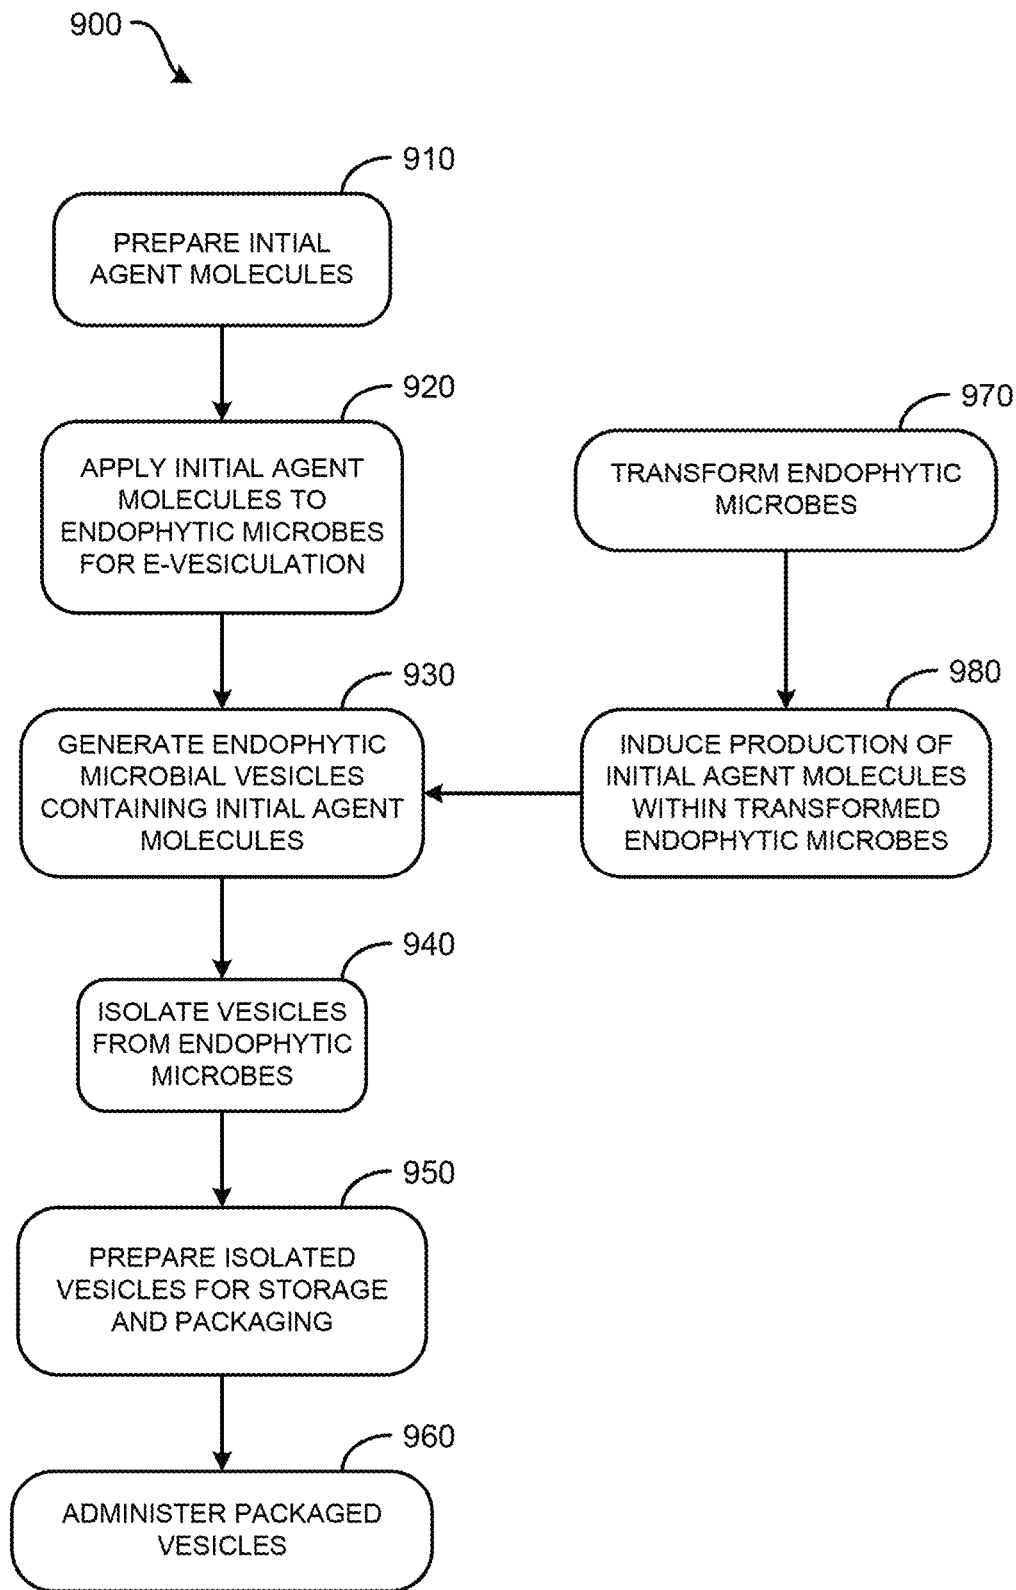 900
910
PREPARE INTIAL
AGENT MOLECULES
920
APPLY INITIAL AGENT
MOLECULES TO
ENDOPHYTIC MICROBES
FOR E-VESICULATION
970
TRANSFORM ENDOPHYTIC
MICROBES
930
GENERATE ENDOPHYTIC
MICROBIAL VESICLES
CONTAINING INITIAL AGENT
MOLECULES
980
INDUCE PRODUCTION OF
INITIAL AGENT MOLECULES
WITHIN TRANSFORMED
ENDOPHYTIC MICROBES
940
ISOLATE VESICLES
FROM ENDOPHYTIC
MICROBES
950
PREPARE ISOLATED
VESICLES FOR STORAGE
AND PACKAGING
960
ADMINISTER PACKAGED
VESICLES